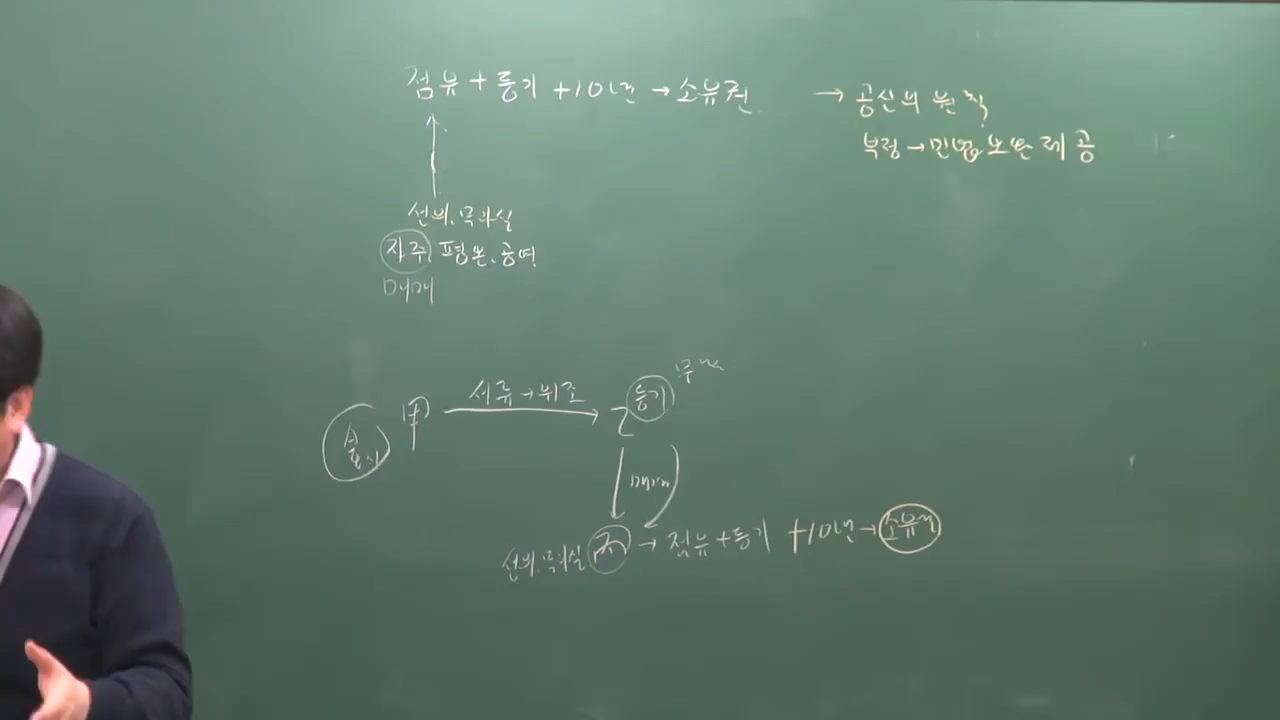 점유+등기+10년→소유권 → 공신의 원칙
부정→민법 보완 제공
↑
선의.무과실
자주, 평온.공연
매매
甲 서류→위조 → 乙 등기 무효
매매
선의.무과실 丙 → 점유+등기 +10년→소유권